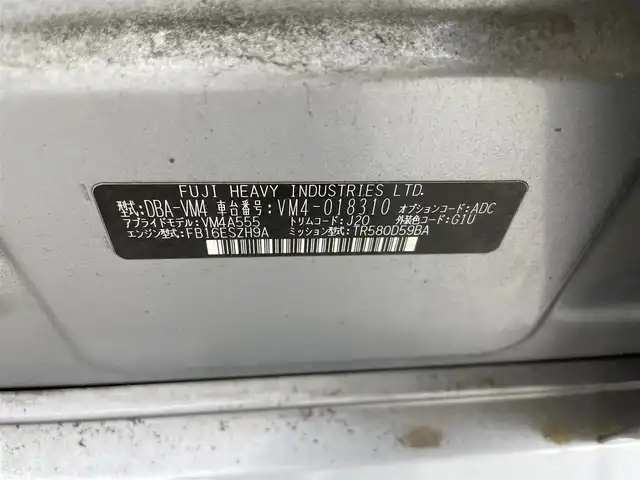 FUJI HEAVY INDUSTRIES LTD.
型式:DBA-VM4 車台番号:VM4-018310 オプションコード:ADC
アプライドモデル:VM4A555 トリムコード:J20 外装色コード:G1U
エンジン型式:FB16ESZH9A ミッション型式:TR580D59BA